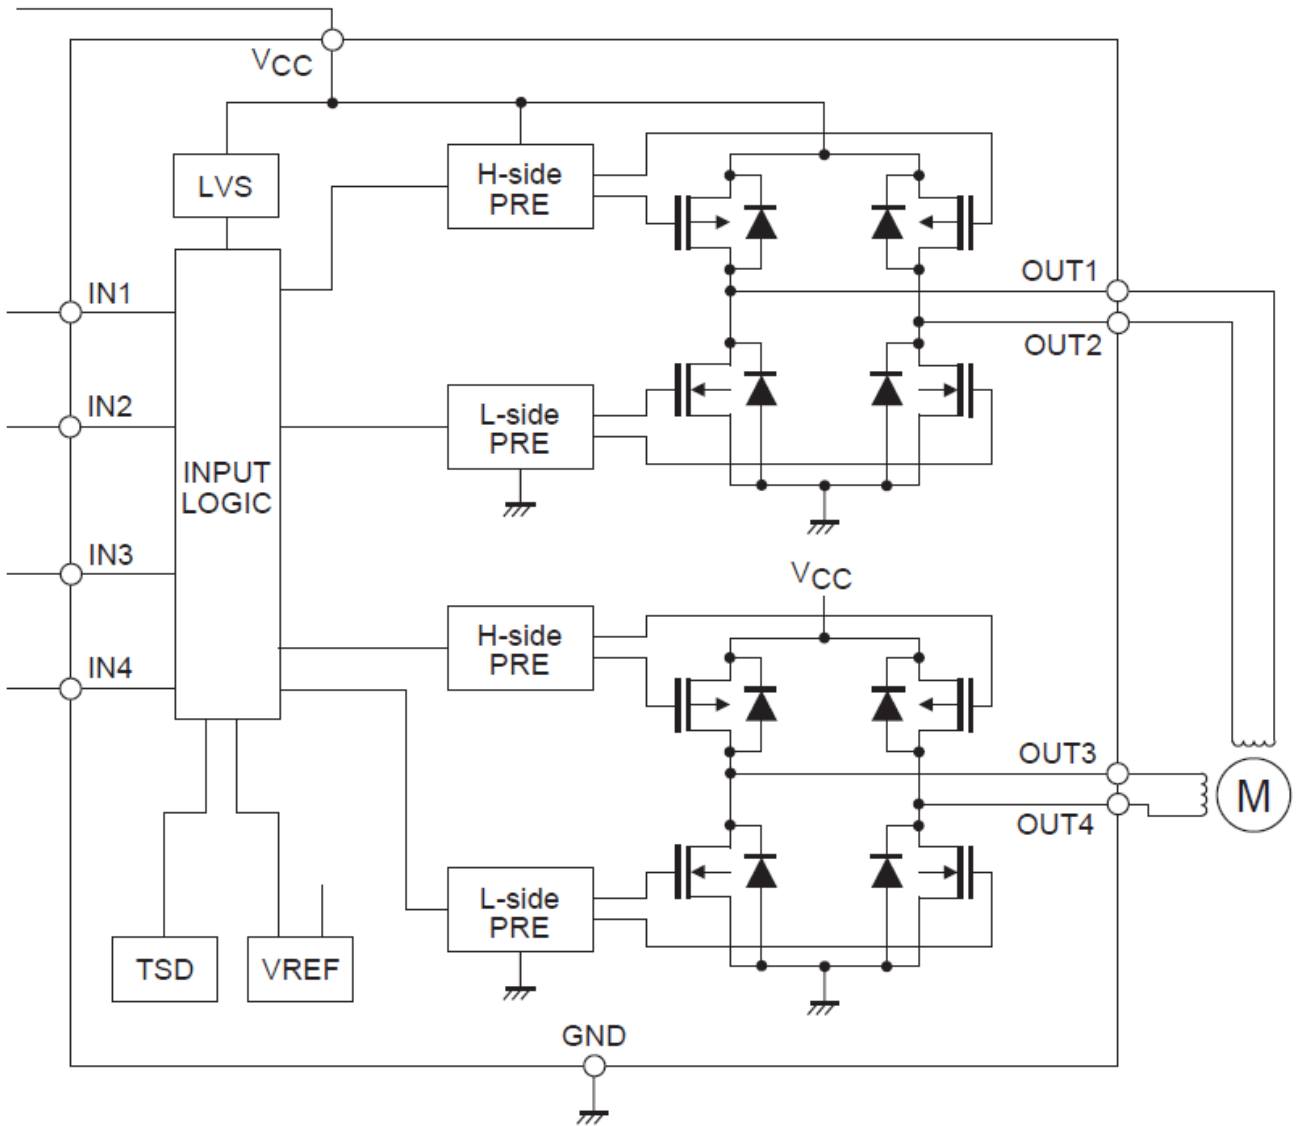 VCC
LVS
H-side
PRE
OUT1
IN1
OUT2
IN2
L-side
PRE
INPUT
LOGIC
IN3
VCC
H-side
PRE
IN4
OUT3
M
OUT4
L-side
PRE
TSD
VREF
GND